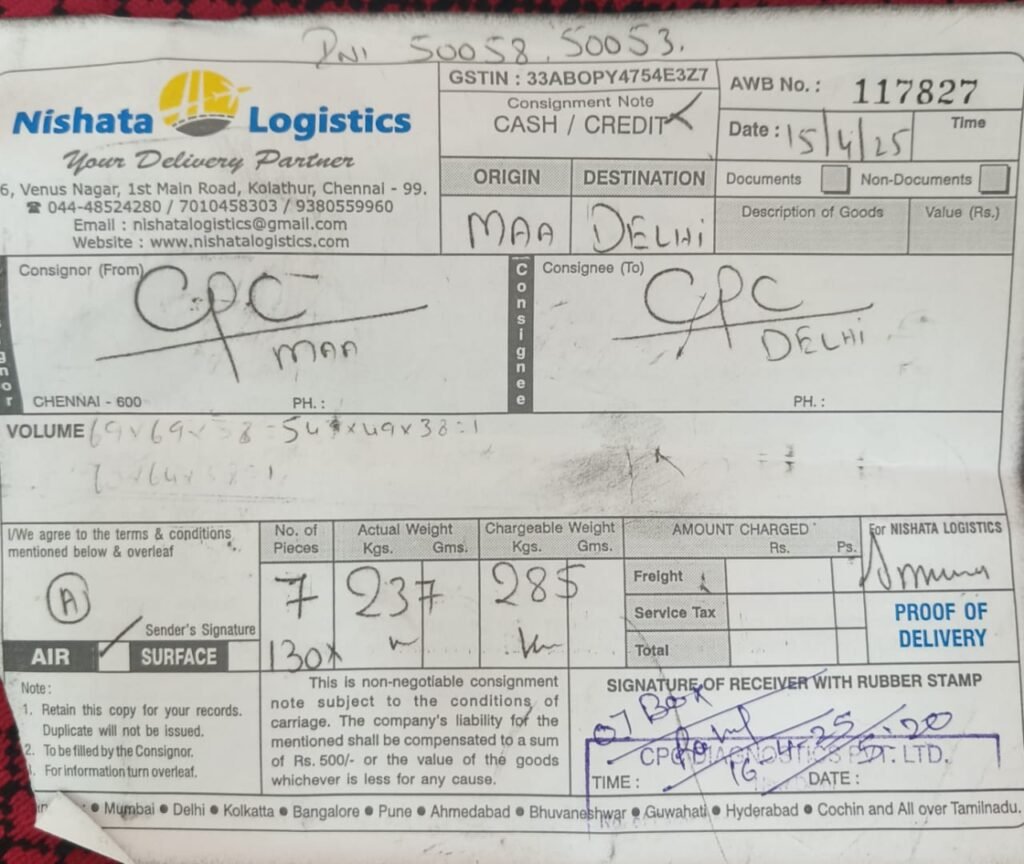 50058, 50053.
Nishata Logistics
Your Delivery Partner
6, Venus Nagar, 1st Main Road, Kolathur, Chennai - 99.
☎ 044-48524280 / 7010458303 / 9380559960
Email : nishatalogistics@gmail.com
Website : www.nishatalogistics.com
GSTIN : 33ABOPY4754E3Z7
Consignment Note
CASH / CREDIT
ORIGIN DESTINATION
MAA DELHi
AWB No. : 117827
Date : 15/4/25 Time
Documents Non-Documents
Description of Goods Value (Rs.)
Consignor (From)
CPC
MAA
CHENNAI - 600 PH. :
Consignee
Consignee (To)
CPC
DELHi
PH. :
VOLUME 69x69x38=5 49x49x38=1
I/We agree to the terms & conditions
mentioned below & overleaf
A
Sender's Signature
AIR SURFACE
No. of
Pieces
7
Actual Weight
Kgs. Gms.
237
Chargeable Weight
Kgs. Gms.
285
AMOUNT CHARGED
Rs. Ps.
Freight
Service Tax
Total
For NISHATA LOGISTICS
PROOF OF
DELIVERY
Note :
1. Retain this copy for your records.
Duplicate will not be issued.
2. To be filled by the Consignor.
3. For information turn overleaf.
This is non-negotiable consignment
note subject to the conditions of
carriage. The company's liability for the
mentioned shall be compensated to a sum
of Rs. 500/- or the value of the goods
whichever is less for any cause.
SIGNATURE OF RECEIVER WITH RUBBER STAMP
07 Box
CPC DIAGNOSTICS PVT. LTD.
16-4-25 5:20
TIME : DATE :
● Mumbai ● Delhi ● Kolkatta ● Bangalore ● Pune ● Ahmedabad ● Bhuvaneshwar ● Guwahati ● Hyderabad ● Cochin and All over Tamilnadu.